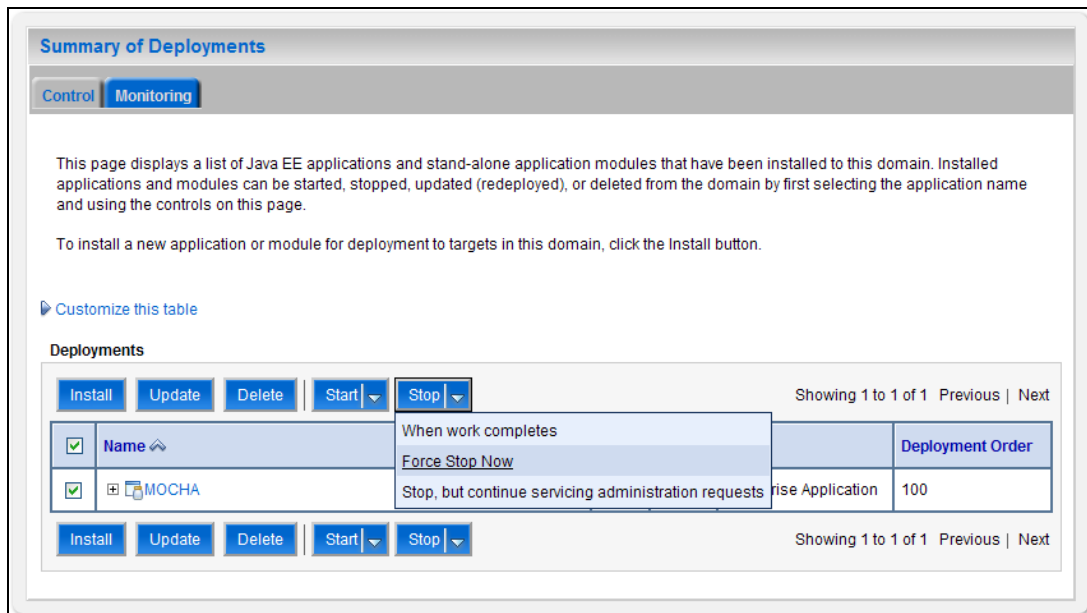 Summary of Deployments
Control Monitoring
This page displays a list of Java EE applications and stand-alone application modules that have been installed to this domain. Installed
applications and modules can be started, stopped, updated (redeployed), or deleted from the domain by first selecting the application name
and using the controls on this page.
To install a new application or module for deployment to targets in this domain, click the Install button.
Customize this table
Deployments
Install Update Delete Start Stop Showing 1 to 1 of 1 Previous | Next
Name Deployment Order
When work completes
Force Stop Now
Stop, but continue servicing administration requests
MOCHA rise Application 100
Install Update Delete Start Stop Showing 1 to 1 of 1 Previous | Next